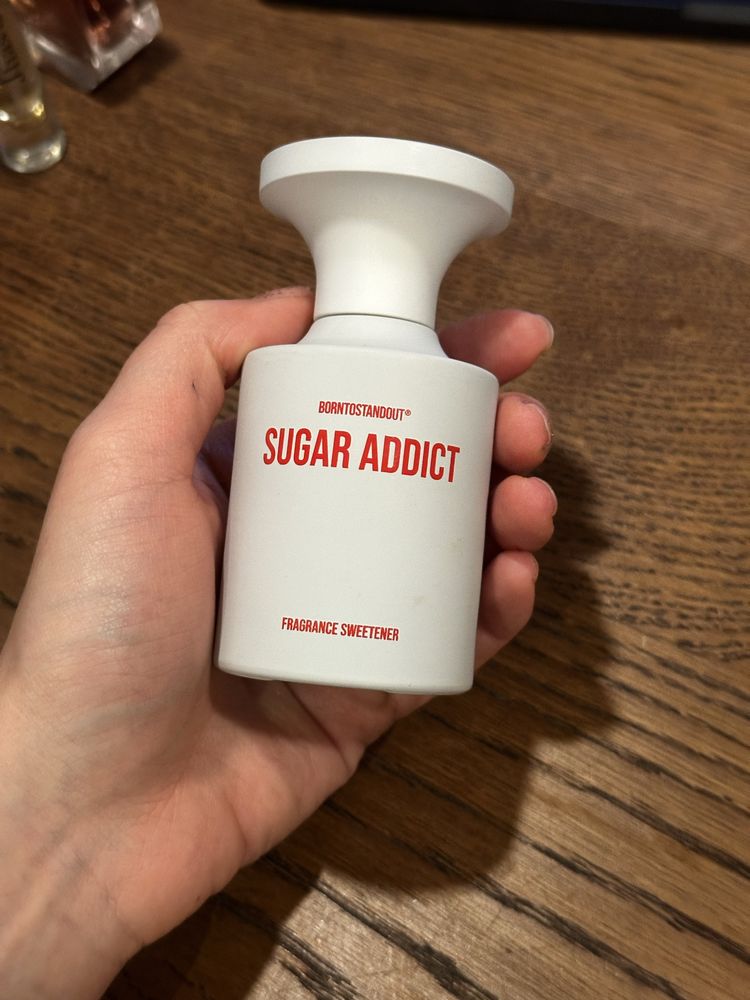 BORNTOSTANDOUT®
SUGAR ADDICT
FRAGRANCE SWEETENER